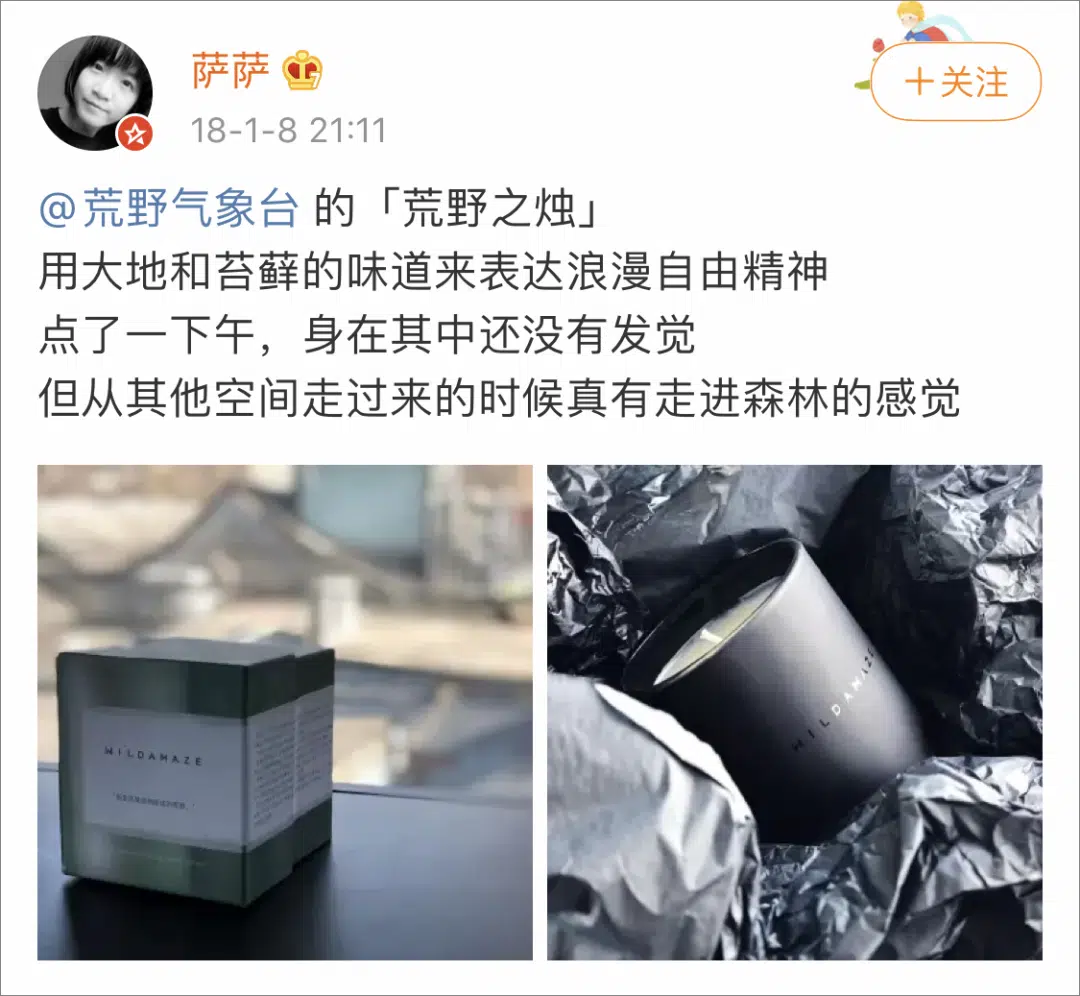 萨萨
+关注
18-1-8 21:11
@荒野气象台 的「荒野之烛」
用大地和苔藓的味道来表达浪漫自由精神
点了一下午，身在其中还没有发觉
但从其他空间走过来的时候真有走进森林的感觉
WILDAMAZE
WILDAMAZE